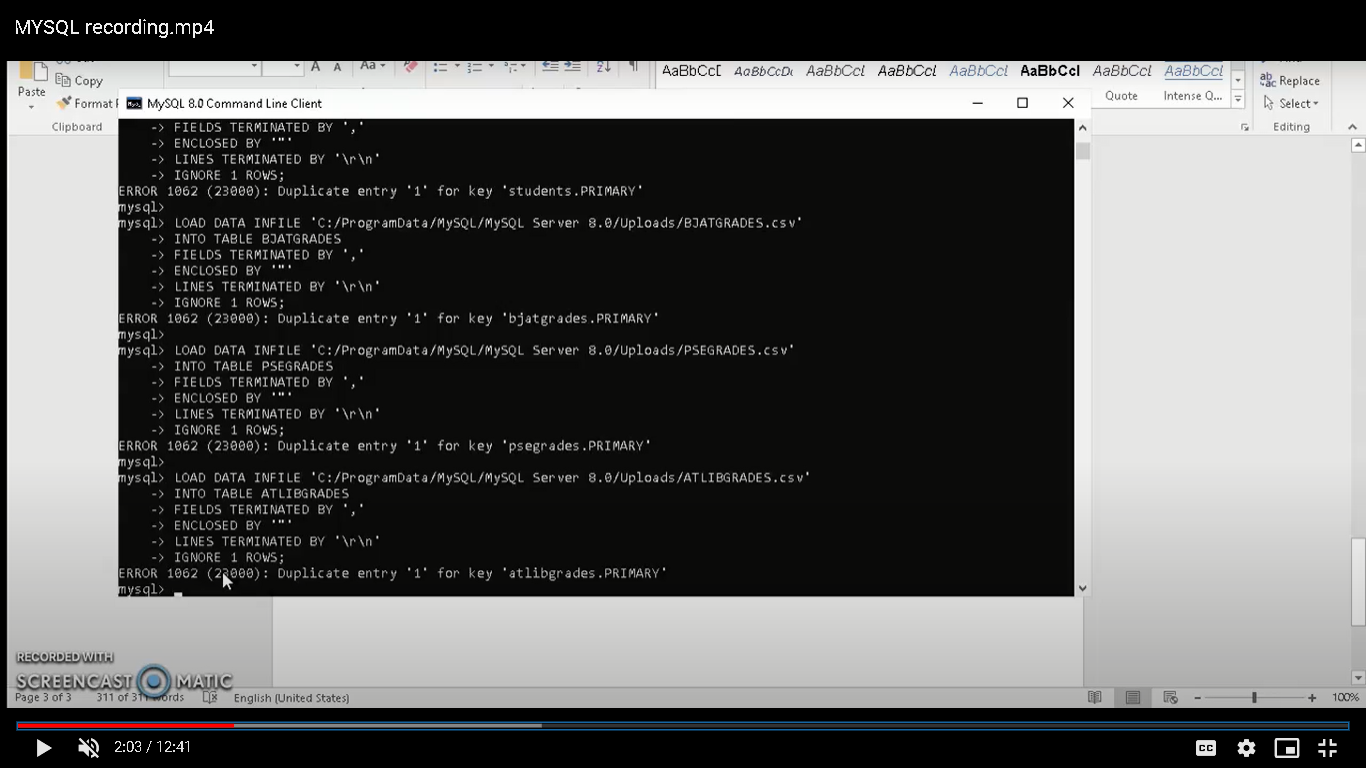 MYSQL recording.mp4
Copy
Paste
Format
Clipboard
A A Aa
AaBbCcDc AaBbCcI AaBbCcI AaBbCcI AaBbCcI AaBbCcI AaBbCcI
Quote Intense Q...
Replace
Select
Editing
MySQL 8.0 Command Line Client
-> FIELDS TERMINATED BY ','
-> ENCLOSED BY '"'
-> LINES TERMINATED BY '\r\n'
-> IGNORE 1 ROWS;
ERROR 1062 (23000): Duplicate entry '1' for key 'students.PRIMARY'
mysql>
mysql> LOAD DATA INFILE 'C:/ProgramData/MySQL/MySQL Server 8.0/Uploads/BJATGRADES.csv'
-> INTO TABLE BJATGRADES
-> FIELDS TERMINATED BY ','
-> ENCLOSED BY '"'
-> LINES TERMINATED BY '\r\n'
-> IGNORE 1 ROWS;
ERROR 1062 (23000): Duplicate entry '1' for key 'bjatgrades.PRIMARY'
mysql>
mysql> LOAD DATA INFILE 'C:/ProgramData/MySQL/MySQL Server 8.0/Uploads/PSEGRADES.csv'
-> INTO TABLE PSEGRADES
-> FIELDS TERMINATED BY ','
-> ENCLOSED BY '"'
-> LINES TERMINATED BY '\r\n'
-> IGNORE 1 ROWS;
ERROR 1062 (23000): Duplicate entry '1' for key 'psegrades.PRIMARY'
mysql>
mysql> LOAD DATA INFILE 'C:/ProgramData/MySQL/MySQL Server 8.0/Uploads/ATLIBGRADES.csv'
-> INTO TABLE ATLIBGRADES
-> FIELDS TERMINATED BY ','
-> ENCLOSED BY '"'
-> LINES TERMINATED BY '\r\n'
-> IGNORE 1 ROWS;
ERROR 1062 (23000): Duplicate entry '1' for key 'atlibgrades.PRIMARY'
mysql>
RECORDED WITH
SCREENCAST MATIC
Page 3 of 3 311 of 311 words English (United States) 100%
2:03 / 12:41 CC